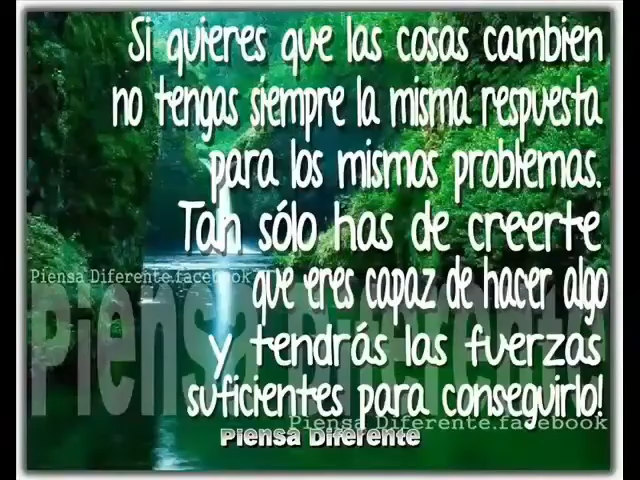 Si quieres que las cosas cambien
no tengas siempre la misma respuesta
para los mismos problemas.
Tan sólo has de creerte
Piensa Diferente.facebook
que eres capaz de hacer algo
Piensa Diferente
y tendrás las fuerzas
suficientes para conseguirlo!
Piensa Diferente.facebook
Piensa Diferente